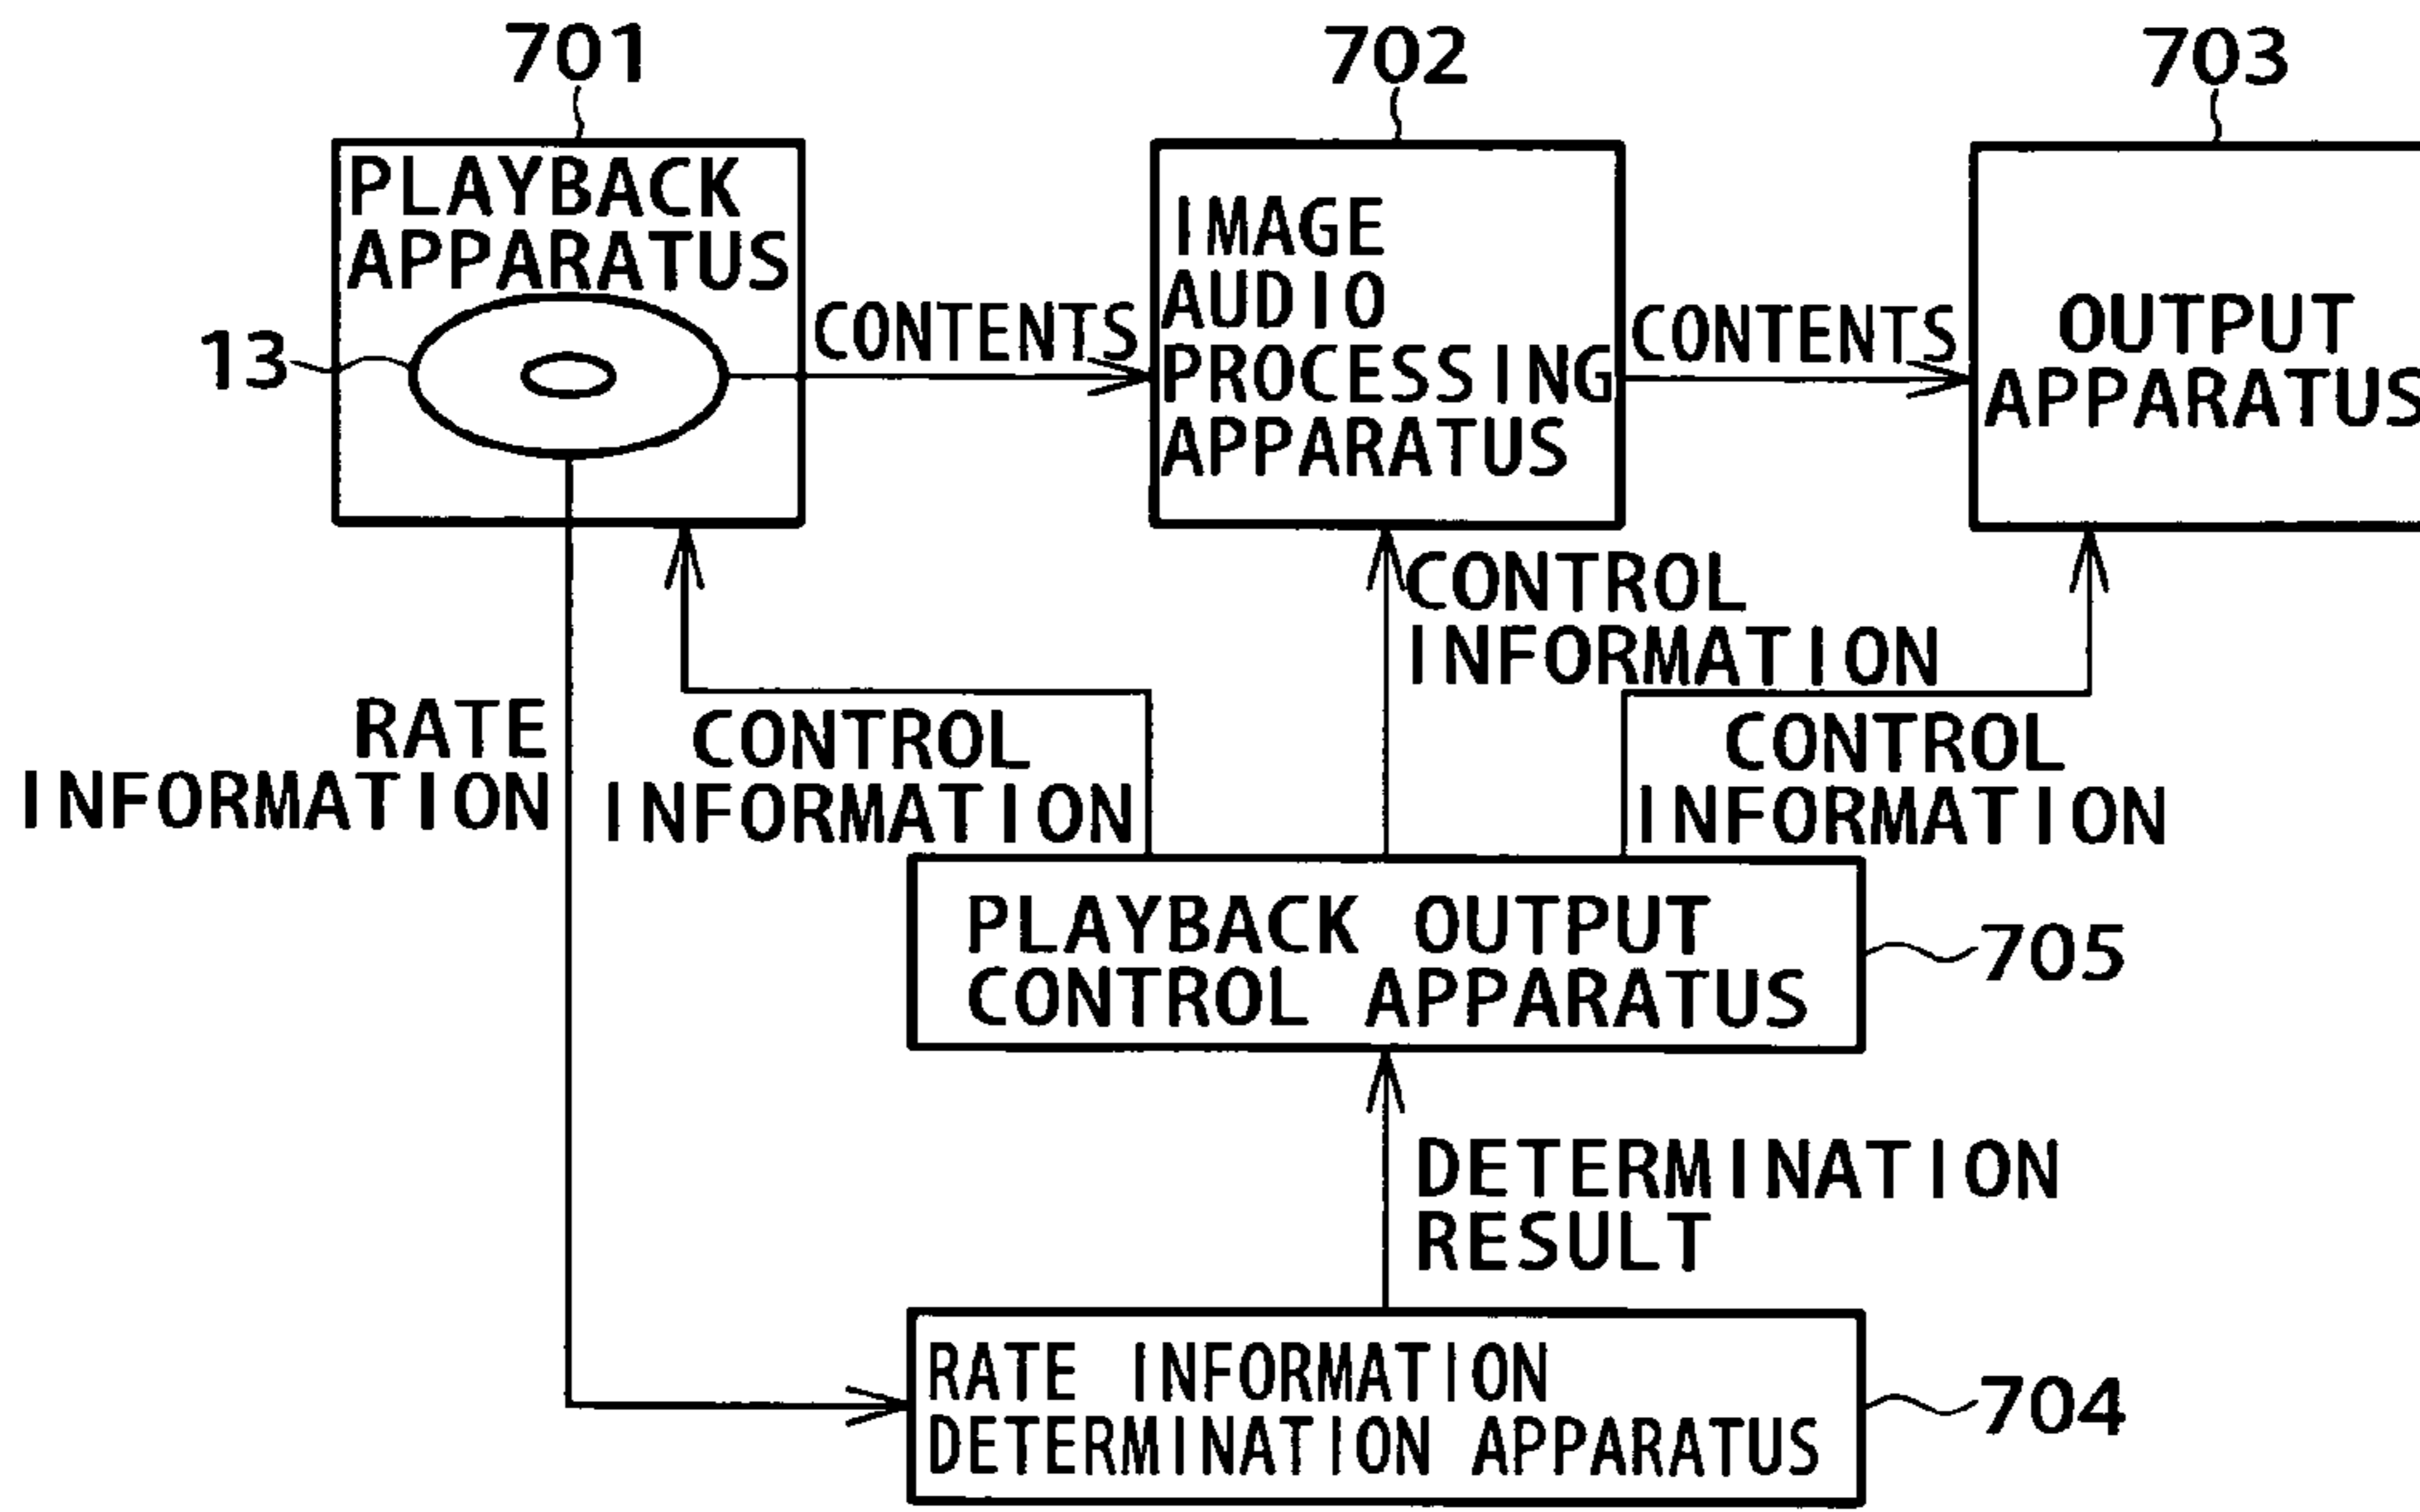 701
702
703
PLAYBACK
APPARATUS
13
CONTENTS
IMAGE
AUDIO
PROCESSING
APPARATUS
CONTENTS
OUTPUT
APPARATUS
RATE
INFORMATION
CONTROL
INFORMATION
CONTROL
INFORMATION
CONTROL
INFORMATION
PLAYBACK OUTPUT
CONTROL APPARATUS
705
DETERMINATION
RESULT
RATE INFORMATION
DETERMINATION APPARATUS
704